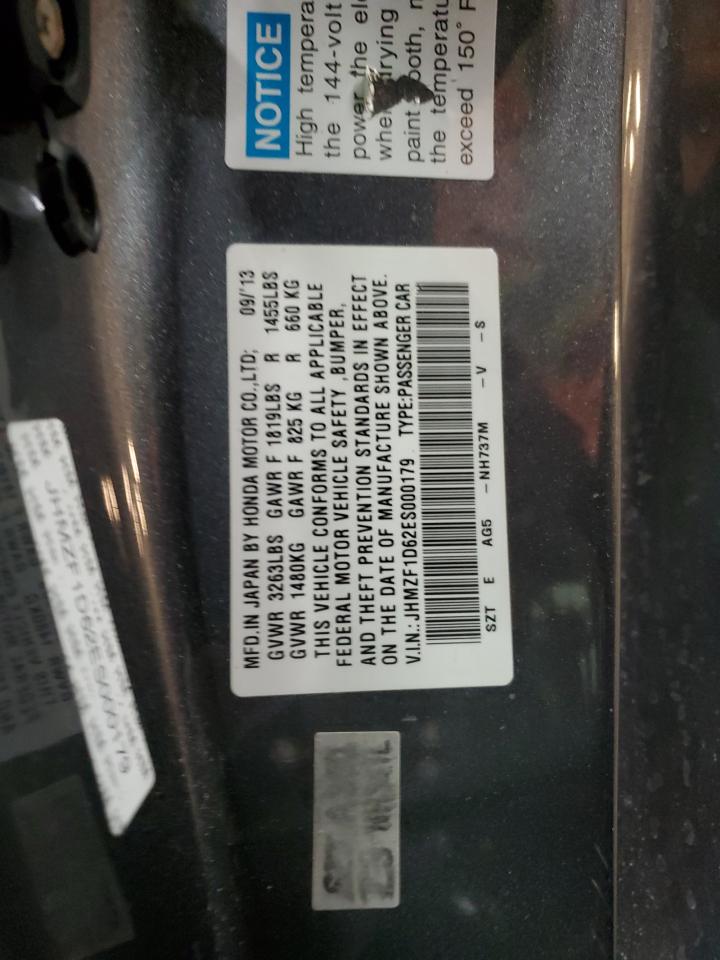 NOTICE
High tempera
the 144-volt
power the ele
when drying
paint booth, m
the temperatu
exceed 150° F
MFD.IN JAPAN BY HONDA MOTOR CO.,LTD; 09/'13
GVWR 3263LBS GAWR F 1819LBS R 1455LBS
GVWR 1480KG GAWR F 825 KG R 660 KG
THIS VEHICLE CONFORMS TO ALL APPLICABLE
FEDERAL MOTOR VEHICLE SAFETY ,BUMPER,
AND THEFT PREVENTION STANDARDS IN EFFECT
ON THE DATE OF MANUFACTURE SHOWN ABOVE.
V.I.N.: JHMZF1D62ES000179 TYPE:PASSENGER CAR
SZT E AG5 -NH737M -V -S